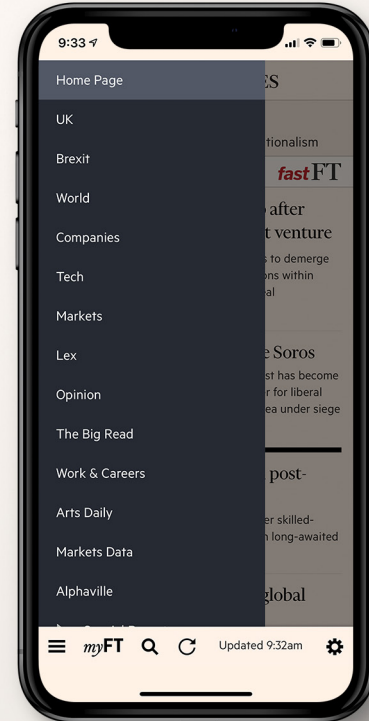 9:33
Home Page
UK
Brexit
World
Companies
Tech
Markets
Lex
Opinion
The Big Read
Work & Careers
Arts Daily
Markets Data
Alphaville
ES
tionalism
fastFT
after
t venture
s to demerge
ons within
al
e Soros
st has become
r for liberal
ea under siege
post-
er skilled-
n long-awaited
global
myFT
Updated 9:32am